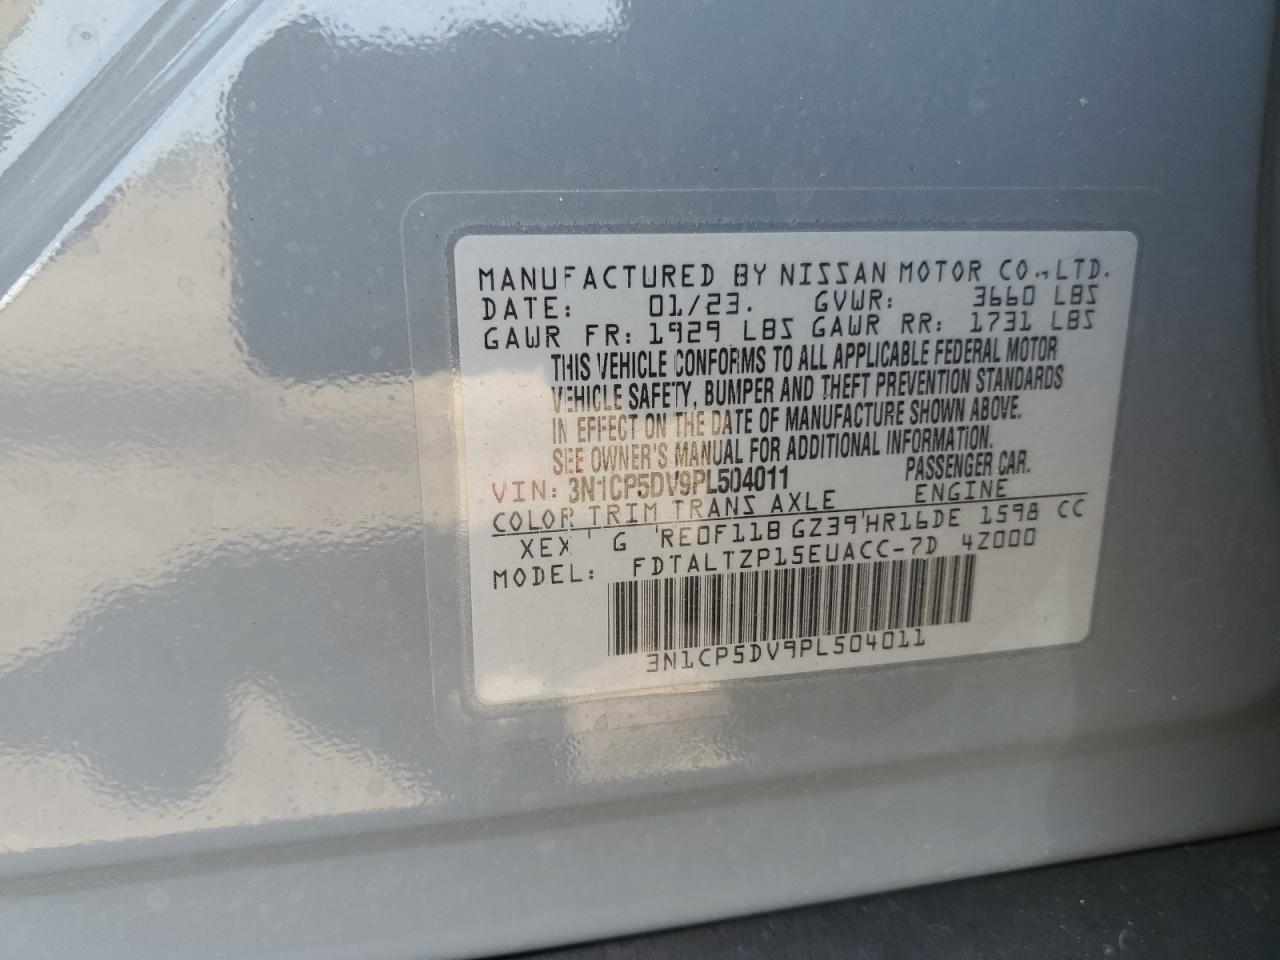 MANUFACTURED BY NISSAN MOTOR CO., LTD.
DATE: 01/23. GVWR: 3660 LBS
GAWR FR: 1929 LBS GAWR RR: 1731 LBS
THIS VEHICLE CONFORMS TO ALL APPLICABLE FEDERAL MOTOR
VEHICLE SAFETY, BUMPER AND THEFT PREVENTION STANDARDS
IN EFFECT ON THE DATE OF MANUFACTURE SHOWN ABOVE.
SEE OWNER'S MANUAL FOR ADDITIONAL INFORMATION.
VIN: 3N1CP5DV9PL504011 PASSENGER CAR.
COLOR TRIM TRANS AXLE ENGINE
XEX G RE0F11B GZ39 HR16DE 1598 CC
MODEL: FDTALTZP15EUACC-7D 4Z000
3N1CP5DV9PL504011